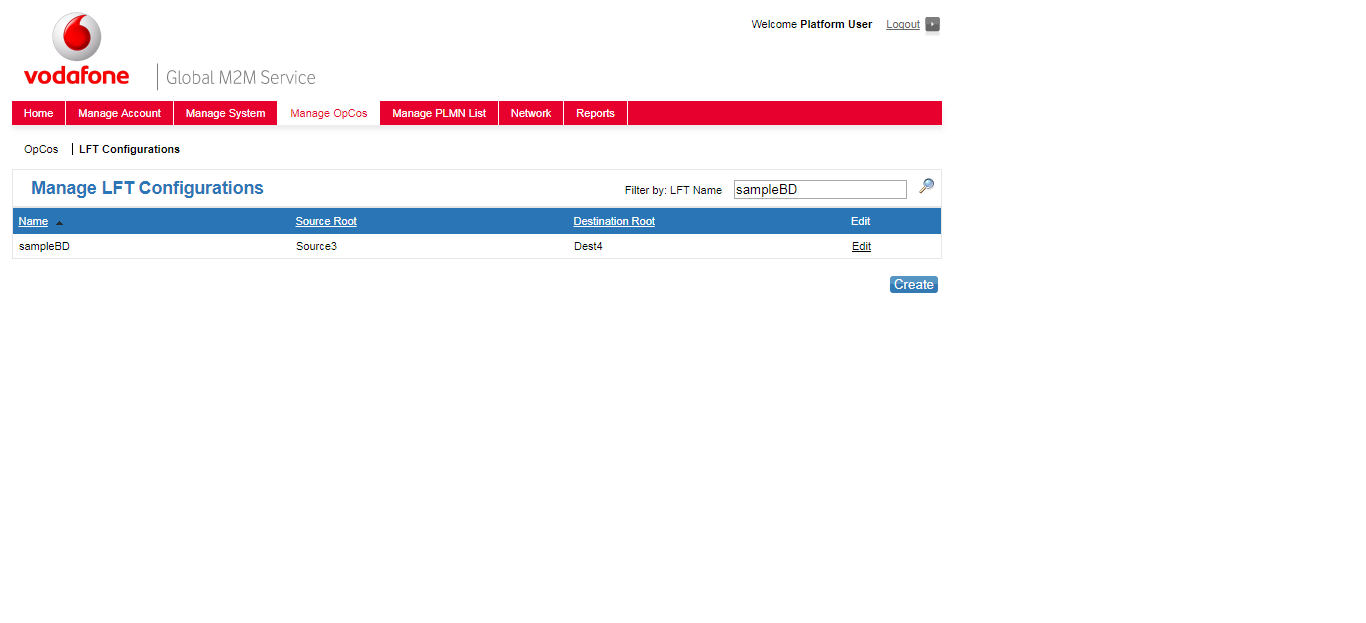 Welcome Platform User Logout
vodafone
Global M2M Service
Home Manage Account Manage System Manage OpCos Manage PLMN List Network Reports
OpCos LFT Configurations
Manage LFT Configurations Filter by: LFT Name sampleBD
Name Source Root Destination Root Edit
sampleBD Source3 Dest4 Edit
Create